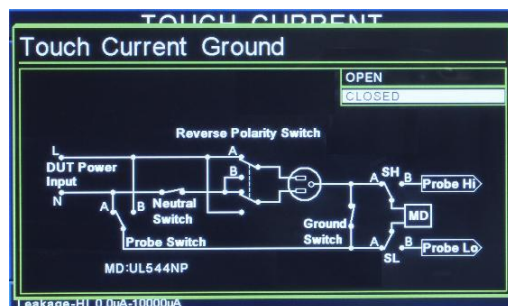 TOUCH CURRENT
Touch Current Ground
OPEN
CLOSED
Reverse Polarity Switch
A
B
L
DUT Power
Input
N
A
B
Neutral
Switch
Probe Switch
Ground
Switch
A
SH
B
Probe Hi
MD
A
B
Probe Lo
SL
MD:UL544NP
Leakage-HI 0.0uA-10000uA